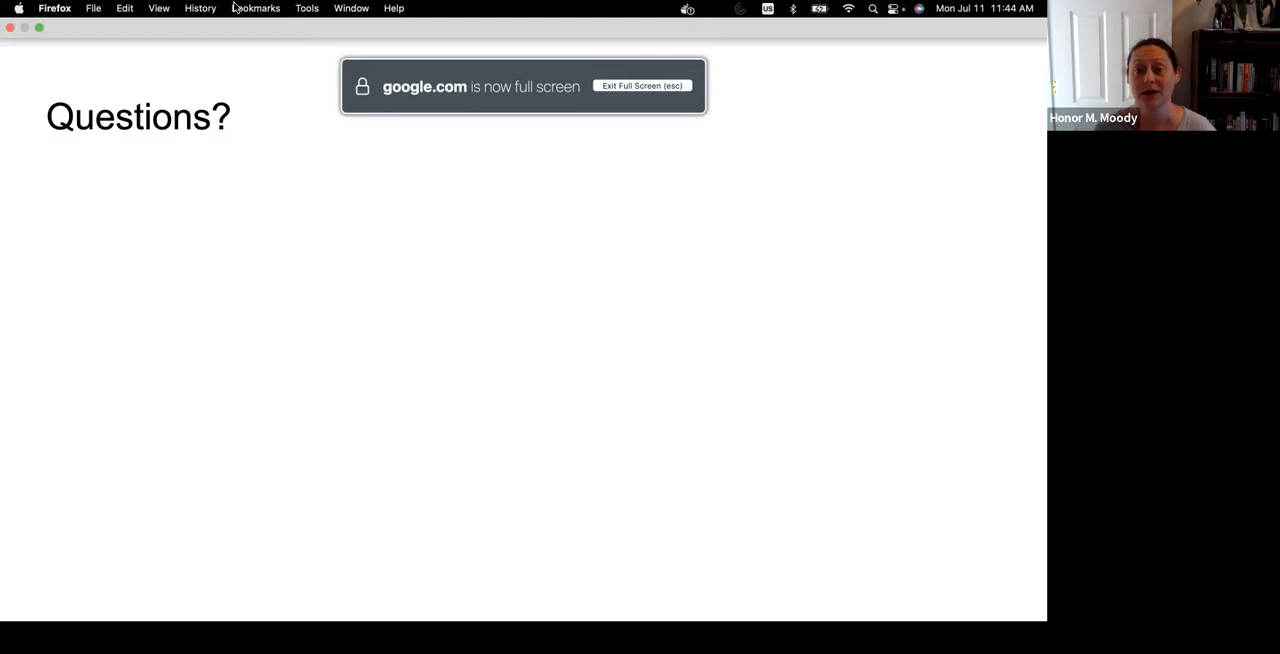 Firefox File Edit View History Bookmarks Tools Window Help US Mon Jul 11 11:44 AM
google.com is now full screen Exit Full Screen (esc)
Questions?
Honor M. Moody